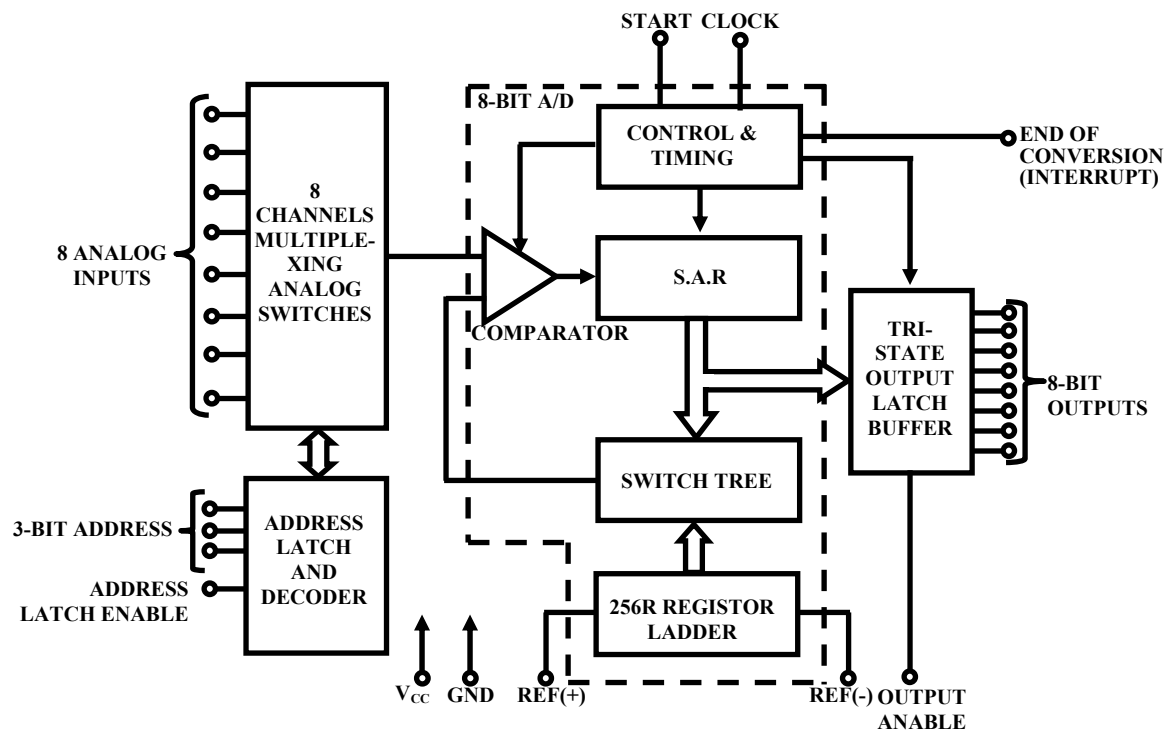 START CLOCK
8-BIT A/D
CONTROL &
TIMING
END OF
CONVERSION
(INTERRUPT)
8
CHANNELS
MULTIPLE-
XING
ANALOG
SWITCHES
8 ANALOG
INPUTS
S.A.R
COMPARATOR
TRI-
STATE
OUTPUT
LATCH
BUFFER
8-BIT
OUTPUTS
SWITCH TREE
3-BIT ADDRESS
ADDRESS
LATCH
AND
DECODER
ADDRESS
LATCH ENABLE
256R REGISTOR
LADDER
VCC
GND
REF(+)
REF(-)
OUTPUT
ANABLE